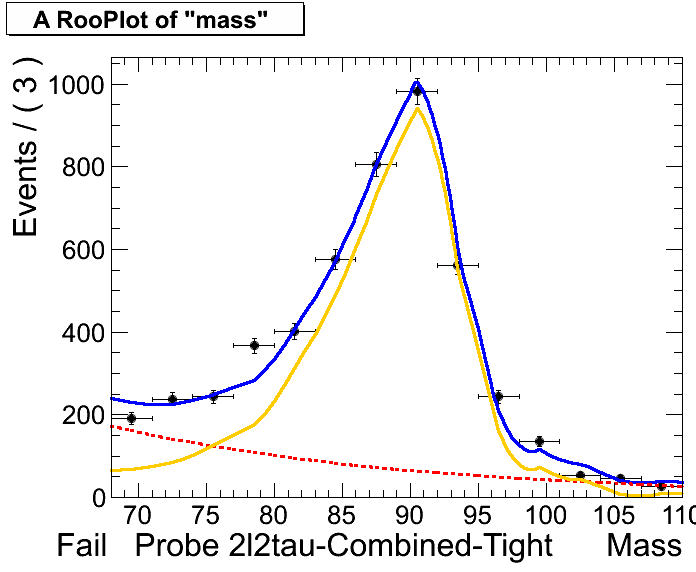 A RooPlot of "mass"
Events / ( 3 )
1000
800
600
400
200
0
70 75 80 85 90 95 100 105 110
Fail Probe 2l2tau-Combined-Tight Mass